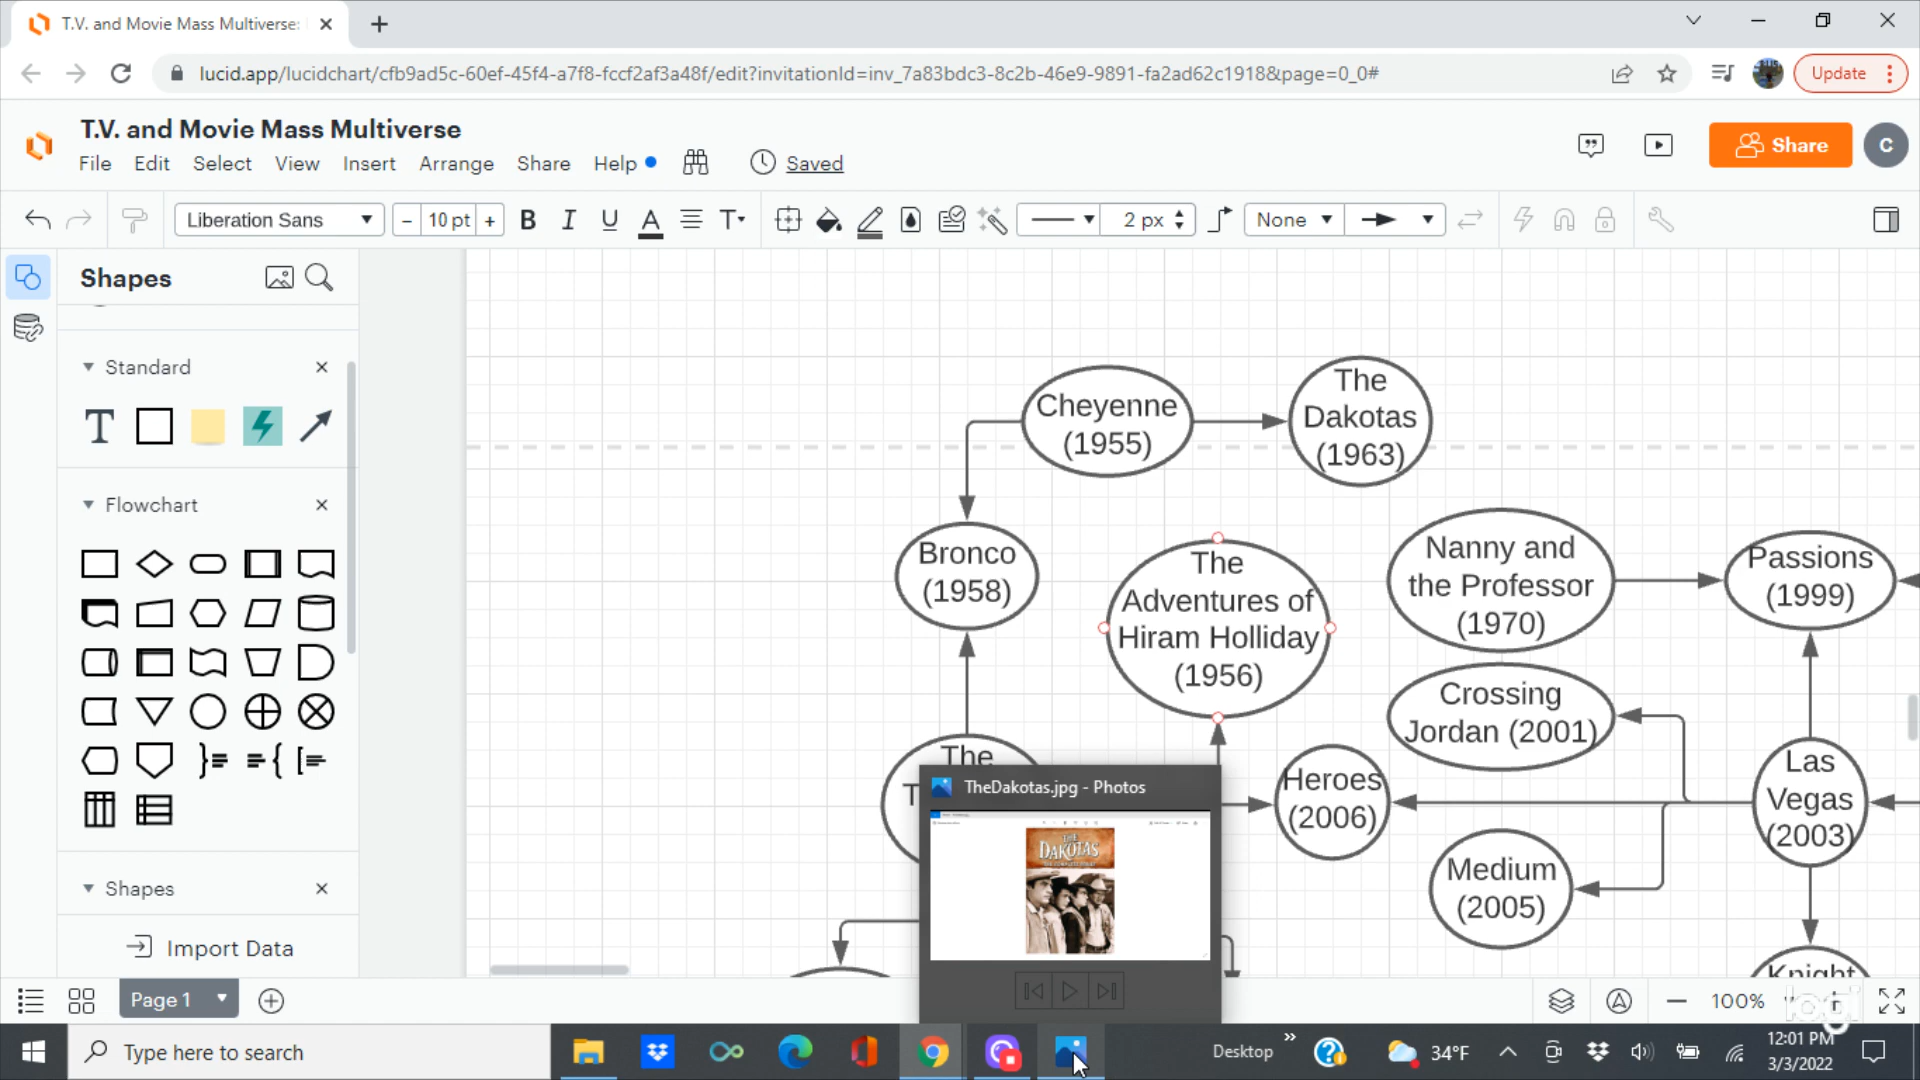 T.V. and Movie Mass Multiverse:
lucid.app/lucidchart/cfb9ad5c-60ef-45f4-a7f8-fccf2af3a48f/edit?invitationId=inv_7a83bdc3-8c2b-46e9-9891-fa2ad62c1918&page=0_0#
Update
T.V. and Movie Mass Multiverse
File Edit Select View Insert Arrange Share Help Saved
Share
C
Liberation Sans
- 10 pt +
B I U A T
2 px
None
Shapes
Standard
T
Flowchart
Shapes
Import Data
Cheyenne
(1955)
The
Dakotas
(1963)
Bronco
(1958)
The
Adventures of
Hiram Holliday
(1956)
Nanny and
the Professor
(1970)
Passions
(1999)
Crossing
Jordan (2001)
The
T
Heroes
(2006)
Las
Vegas
(2003)
Medium
(2005)
Knight
TheDakotas.jpg - Photos
THE
DAKOTAS
Page 1
100%
logi
Type here to search
Desktop
34°F
12:01 PM
3/3/2022